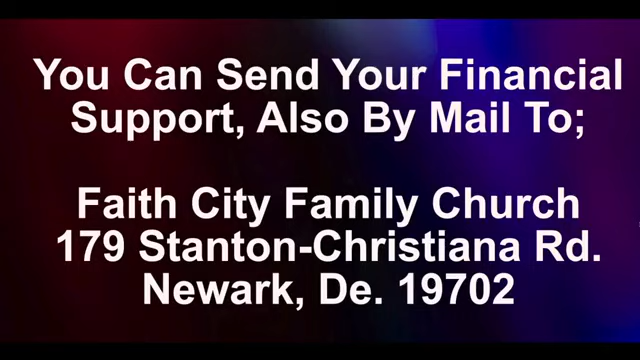 You Can Send Your Financial
Support, Also By Mail To;
Faith City Family Church
179 Stanton-Christiana Rd.
Newark, De. 19702